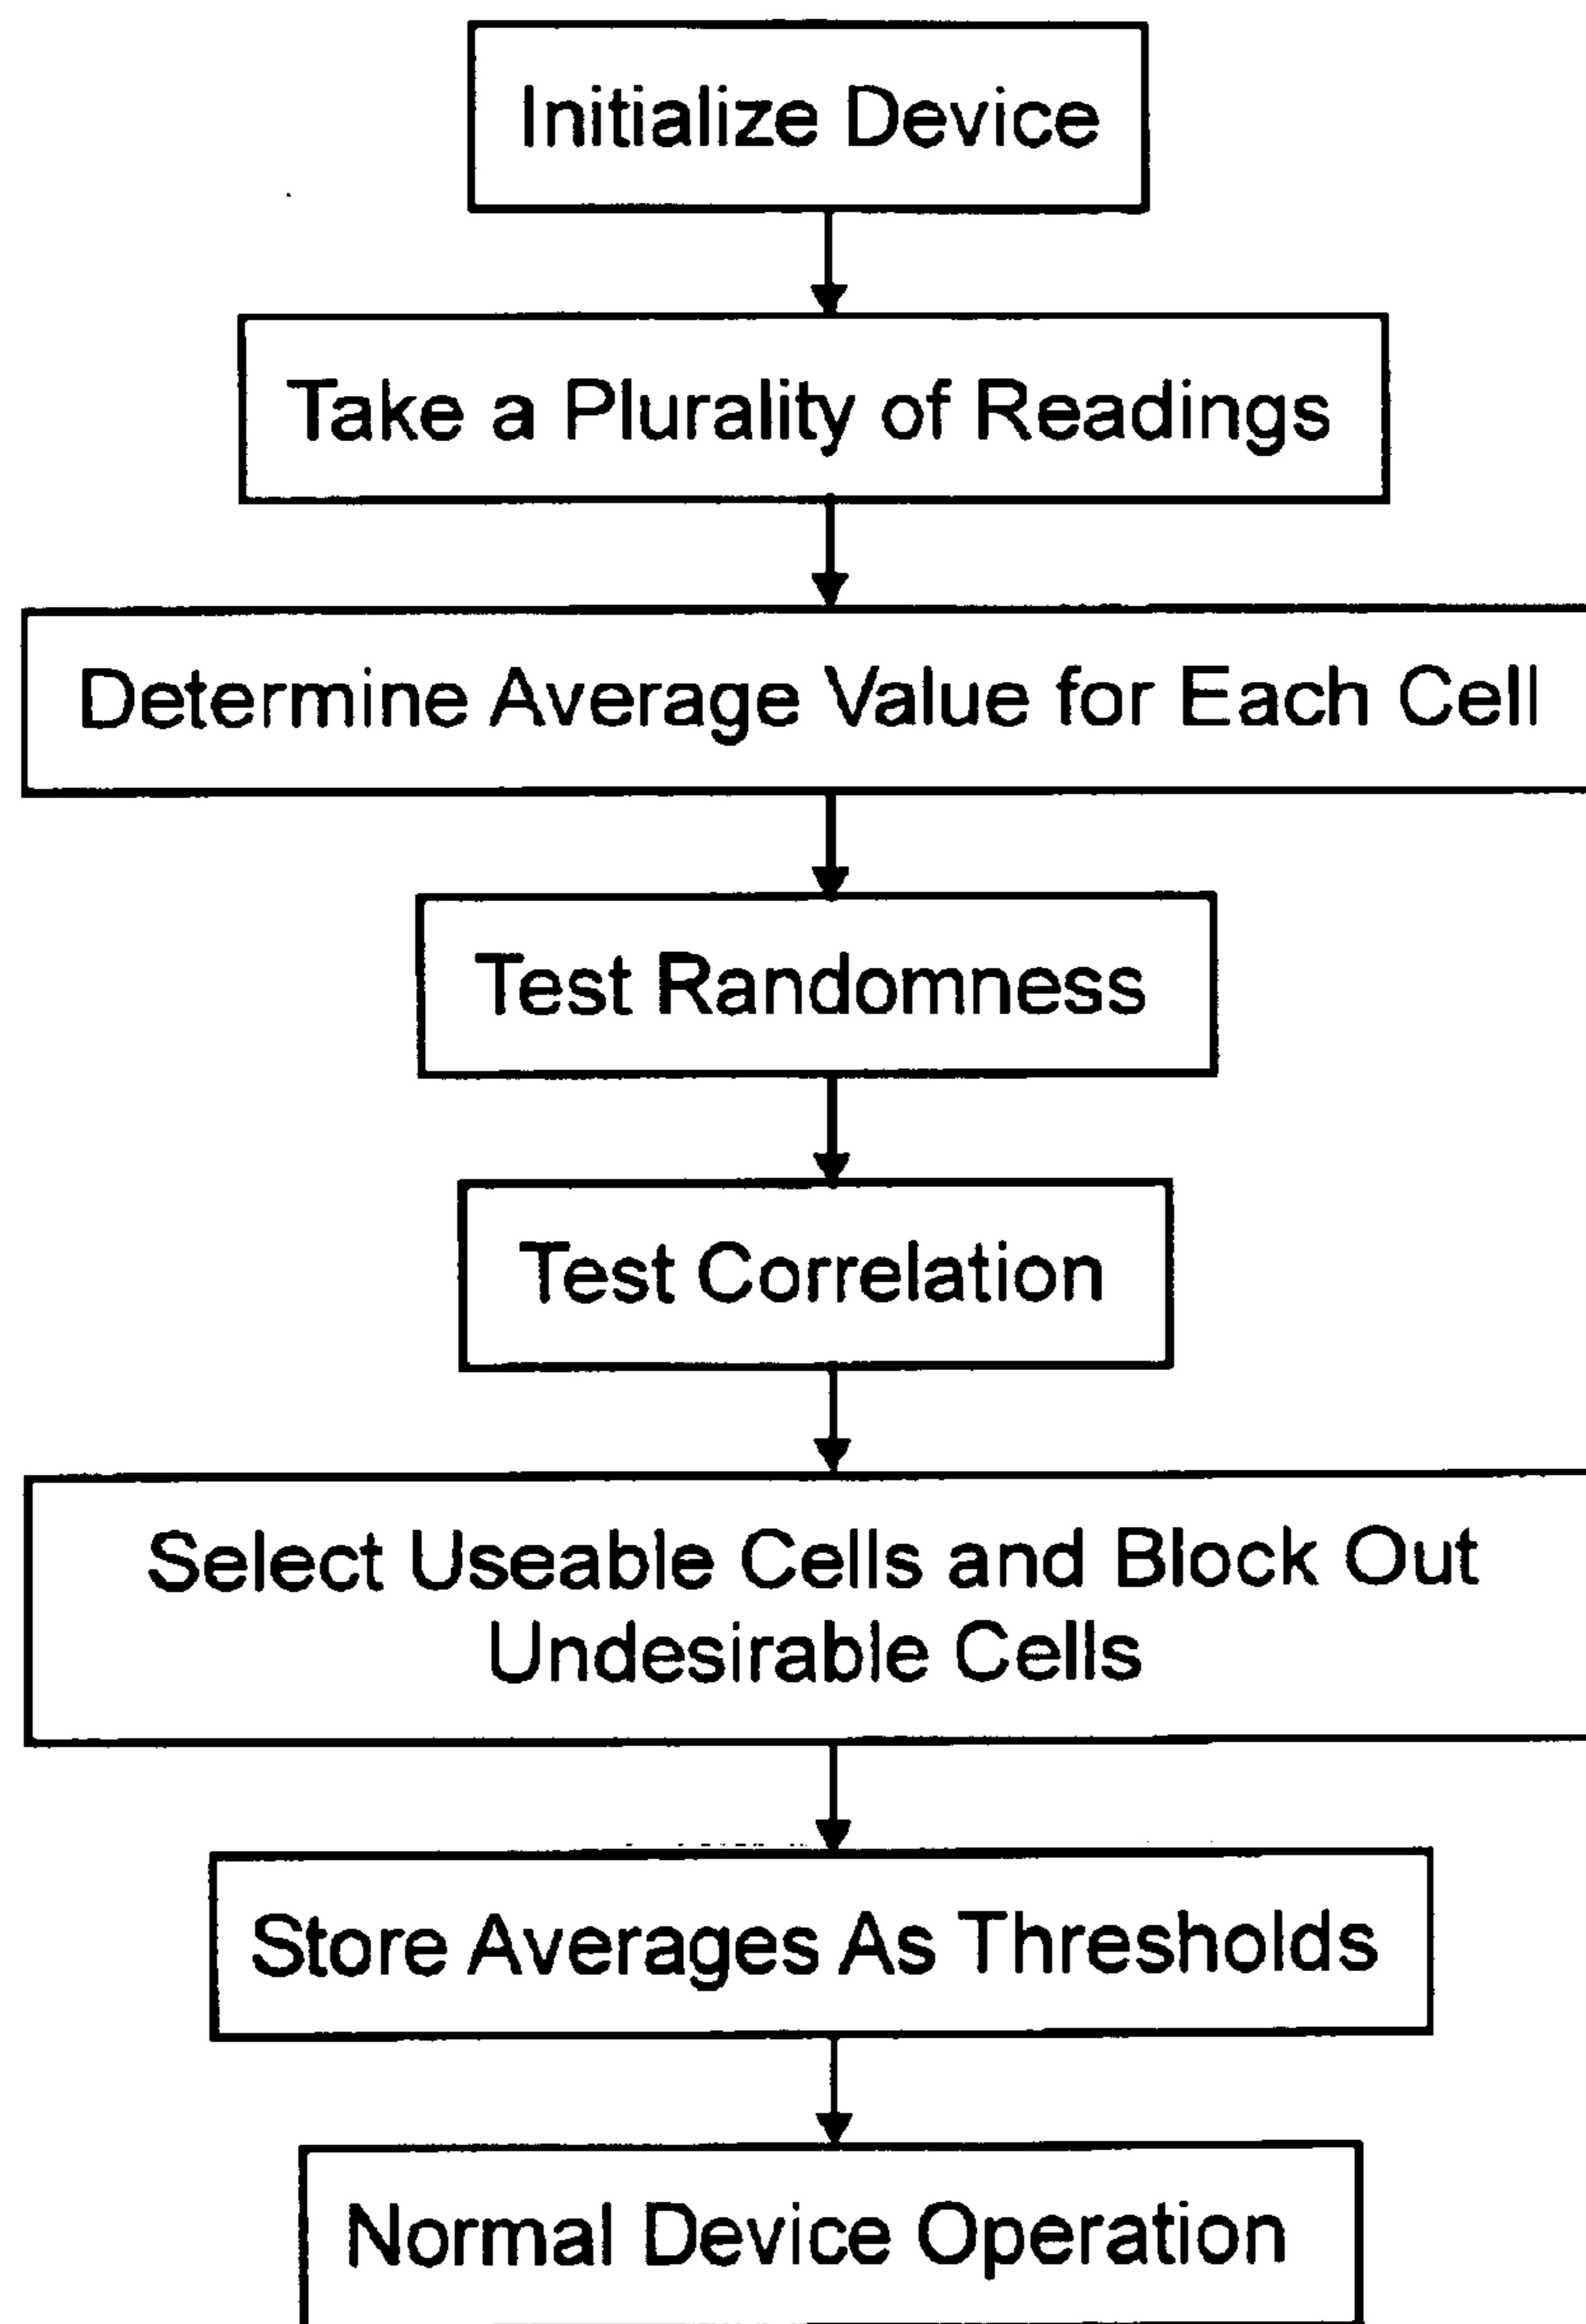 Initialize Device
Take a Plurality of Readings
Determine Average Value for Each Cell
Test Randomness
Test Correlation
Select Useable Cells and Block Out
Undesirable Cells
Store Averages As Thresholds
Normal Device Operation